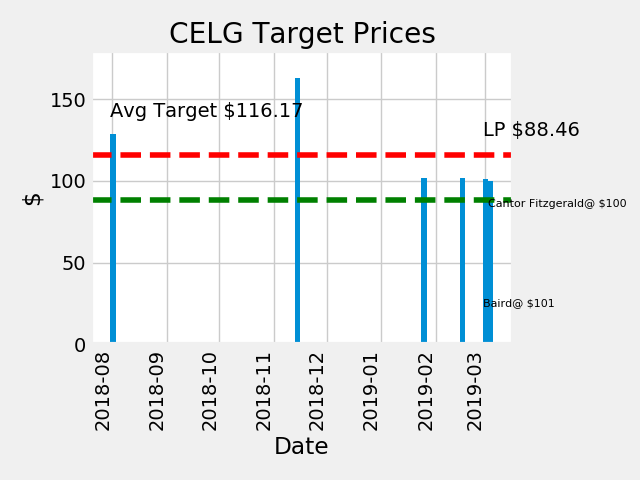 CELG Target Prices
150
100
50
0
$
Avg Target $116.17
LP $88.46
Cantor Fitzgerald@ $100
Baird@ $101
2018-08
2018-09
2018-10
2018-11
2018-12
2019-01
2019-02
2019-03
Date